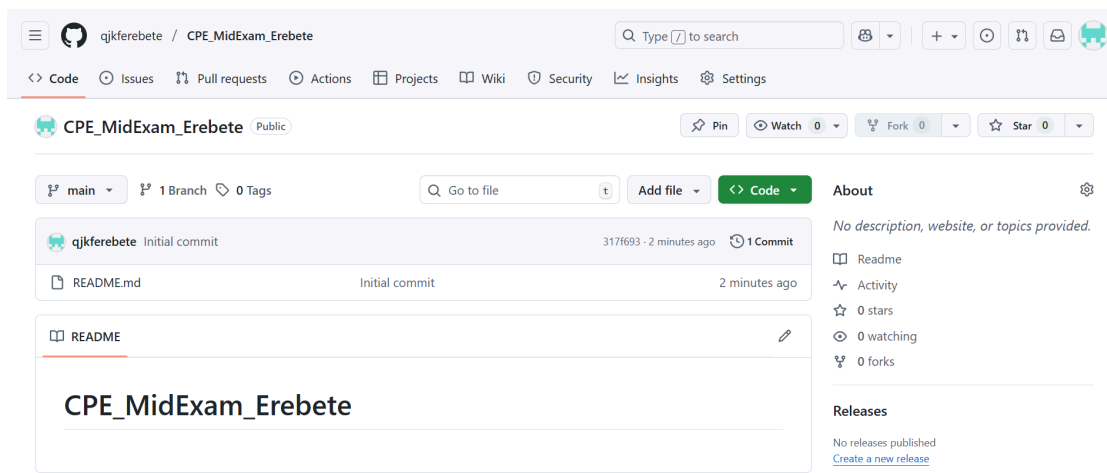 qjkferebete / CPE_MidExam_Erebete
Type / to search
Code Issues Pull requests Actions Projects Wiki Security Insights Settings
CPE_MidExam_Erebete Public
Pin Watch 0 Fork 0 Star 0
main 1 Branch 0 Tags Go to file t Add file Code
qjkferebete Initial commit 317f693 · 2 minutes ago 1 Commit
README.md Initial commit 2 minutes ago
README
CPE_MidExam_Erebete
About
No description, website, or topics provided.
Readme
Activity
0 stars
0 watching
0 forks
Releases
No releases published
Create a new release